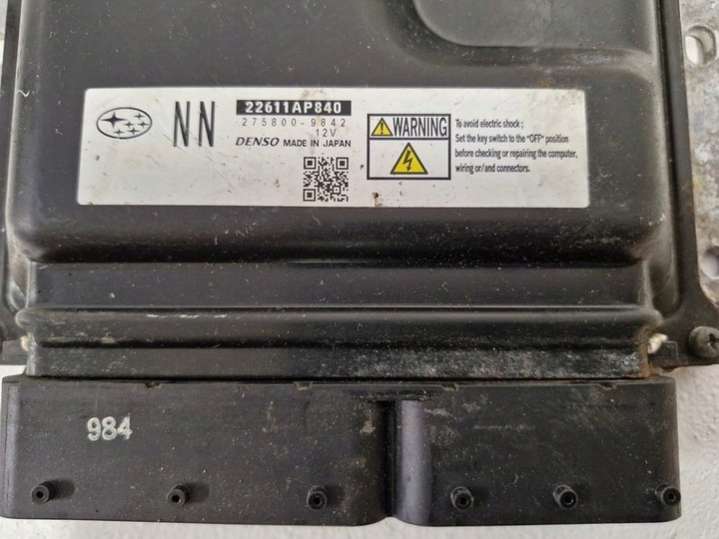 NN
22611AP840
275800-9842
12V
DENSO MADE IN JAPAN
WARNING
To avoid electric shock ;
Set the key switch to the "OFF" position
before checking or repairing the computer,
wiring or/and connectors.
984